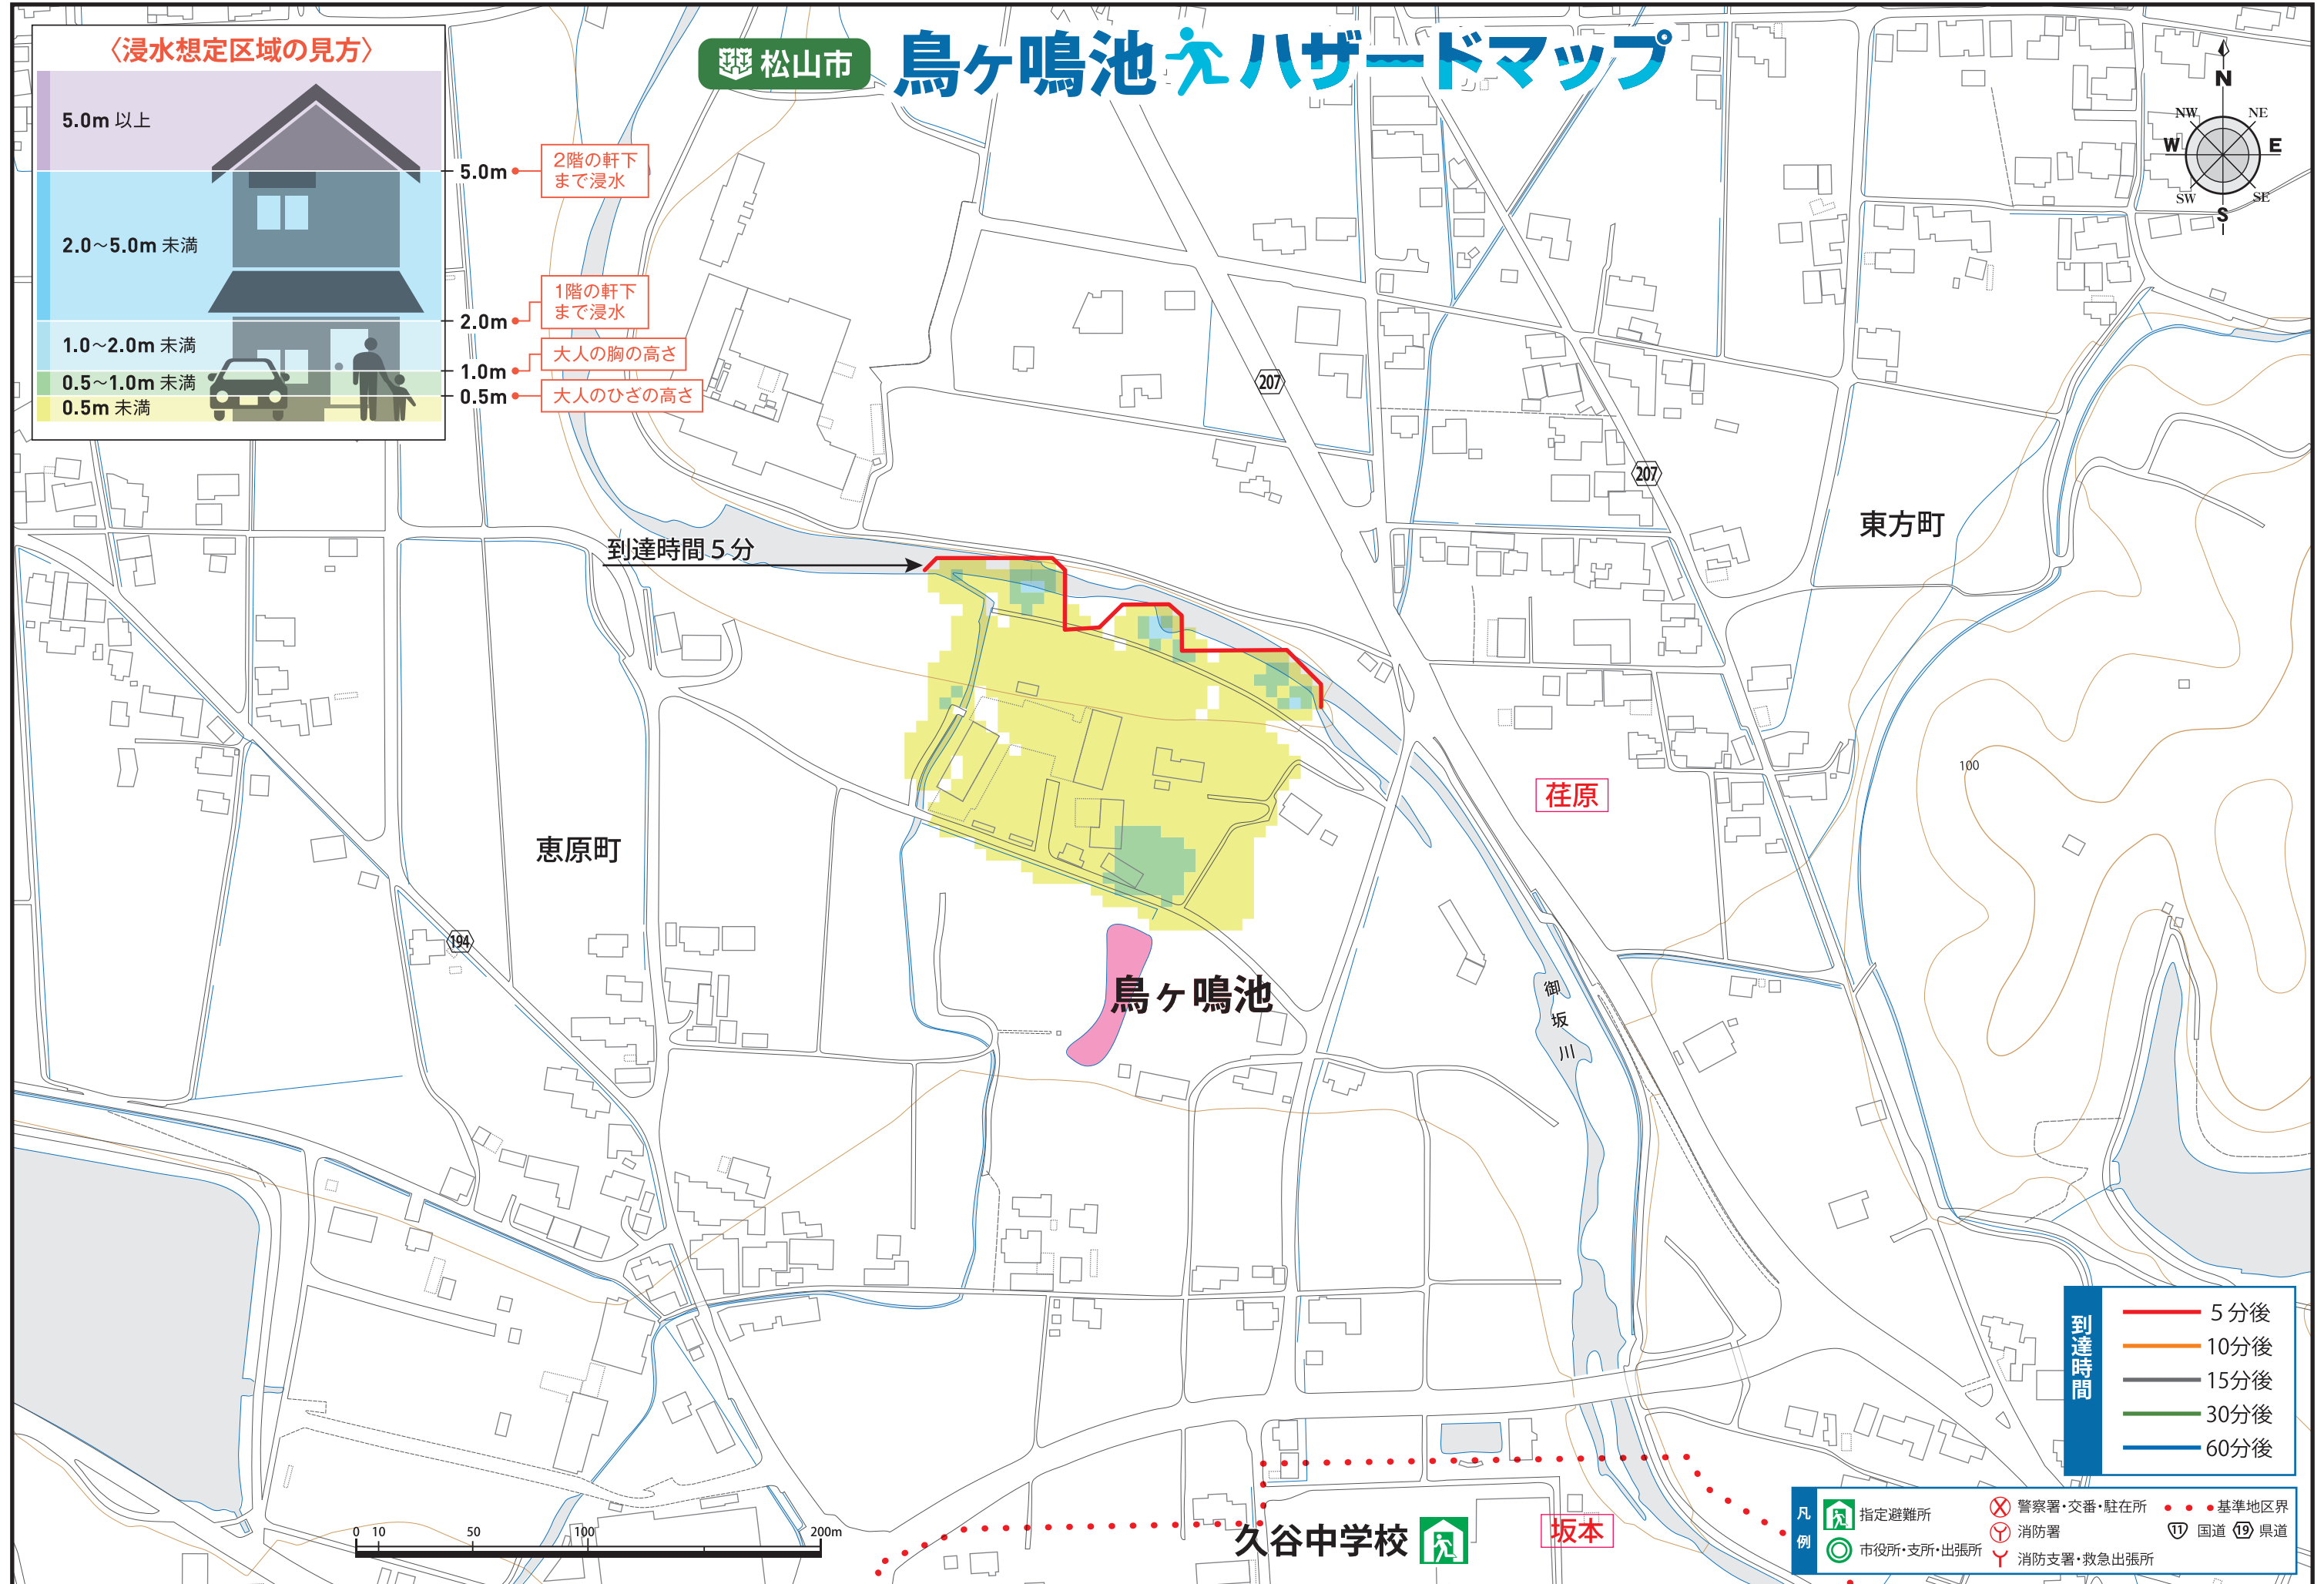 松山市 鳥ヶ鳴池 ハザードマップ
〈浸水想定区域の見方〉
5.0m 以上
2.0～5.0m 未満
1.0～2.0m 未満
0.5～1.0m 未満
0.5m 未満
5.0m
2階の軒下
まで浸水
2.0m
1階の軒下
まで浸水
1.0m
大人の胸の高さ
0.5m
大人のひざの高さ
N
NE
E
SE
S
SW
W
NW
207
207
東方町
到達時間 5 分
100
荏原
恵原町
194
鳥ヶ鳴池
御
坂
川
到達時間
5 分後
10分後
15分後
30分後
60分後
久谷中学校
坂本
0 10 50 100 200m
凡例
指定避難所
市役所・支所・出張所
警察署・交番・駐在所
消防署
消防支署・救急出張所
基準地区界
11 国道 19 県道